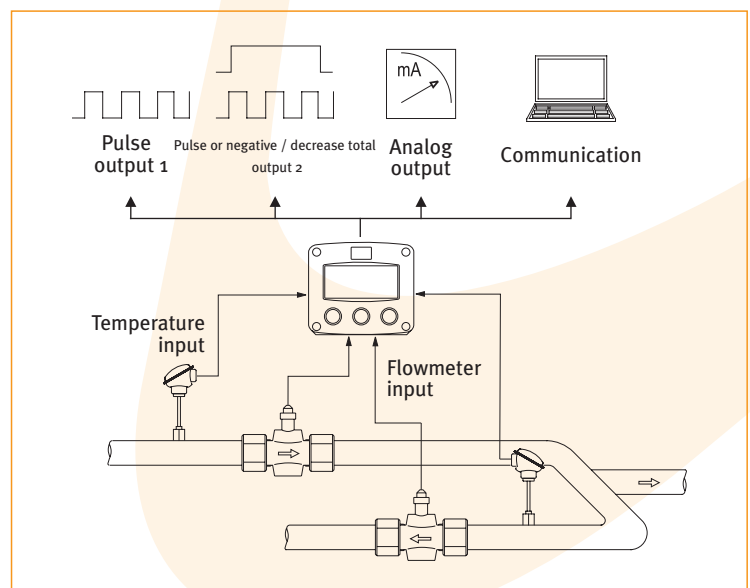 mA
Pulse
output 1
Pulse or negative / decrease total
output 2
Analog
output
Communication
Temperature
input
Flowmeter
input